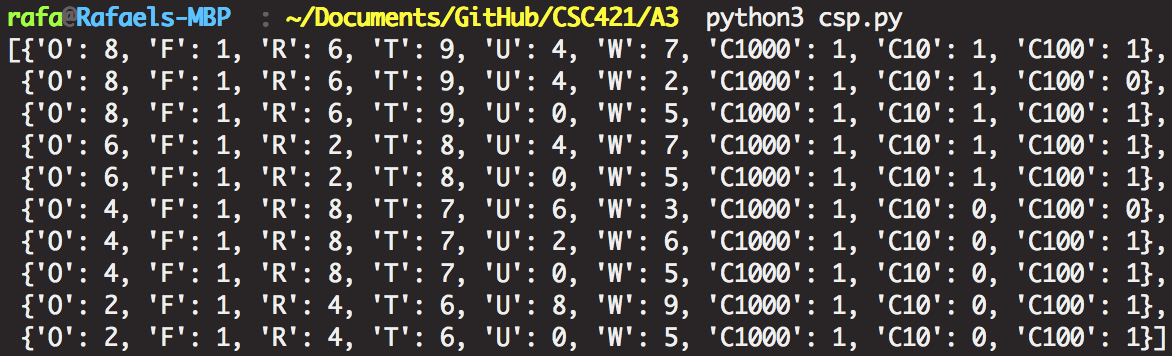 rafa@Rafaels-MBP : ~/Documents/GitHub/CSC421/A3 python3 csp.py
[{'O': 8, 'F': 1, 'R': 6, 'T': 9, 'U': 4, 'W': 7, 'C1000': 1, 'C10': 1, 'C100': 1},
{'O': 8, 'F': 1, 'R': 6, 'T': 9, 'U': 4, 'W': 2, 'C1000': 1, 'C10': 1, 'C100': 0},
{'O': 8, 'F': 1, 'R': 6, 'T': 9, 'U': 0, 'W': 5, 'C1000': 1, 'C10': 1, 'C100': 1},
{'O': 6, 'F': 1, 'R': 2, 'T': 8, 'U': 4, 'W': 7, 'C1000': 1, 'C10': 1, 'C100': 1},
{'O': 6, 'F': 1, 'R': 2, 'T': 8, 'U': 0, 'W': 5, 'C1000': 1, 'C10': 1, 'C100': 1},
{'O': 4, 'F': 1, 'R': 8, 'T': 7, 'U': 6, 'W': 3, 'C1000': 1, 'C10': 0, 'C100': 0},
{'O': 4, 'F': 1, 'R': 8, 'T': 7, 'U': 2, 'W': 6, 'C1000': 1, 'C10': 0, 'C100': 1},
{'O': 4, 'F': 1, 'R': 8, 'T': 7, 'U': 0, 'W': 5, 'C1000': 1, 'C10': 0, 'C100': 1},
{'O': 2, 'F': 1, 'R': 4, 'T': 6, 'U': 8, 'W': 9, 'C1000': 1, 'C10': 0, 'C100': 1},
{'O': 2, 'F': 1, 'R': 4, 'T': 6, 'U': 0, 'W': 5, 'C1000': 1, 'C10': 0, 'C100': 1}]